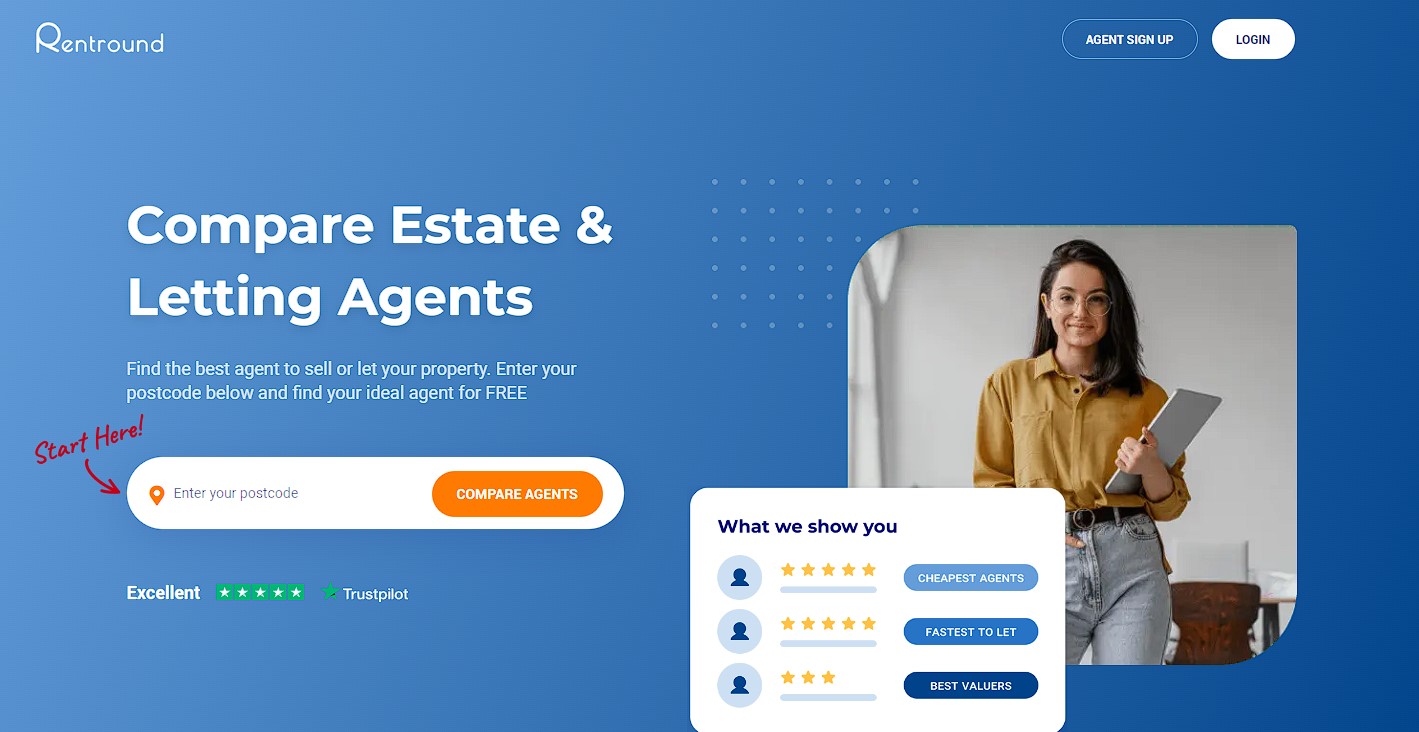 Rentround
AGENT SIGN UP
LOGIN
Compare Estate &
Letting Agents
Find the best agent to sell or let your property. Enter your
postcode below and find your ideal agent for FREE
Start Here!
Enter your postcode
COMPARE AGENTS
Excellent
Trustpilot
What we show you
CHEAPEST AGENTS
FASTEST TO LET
BEST VALUERS